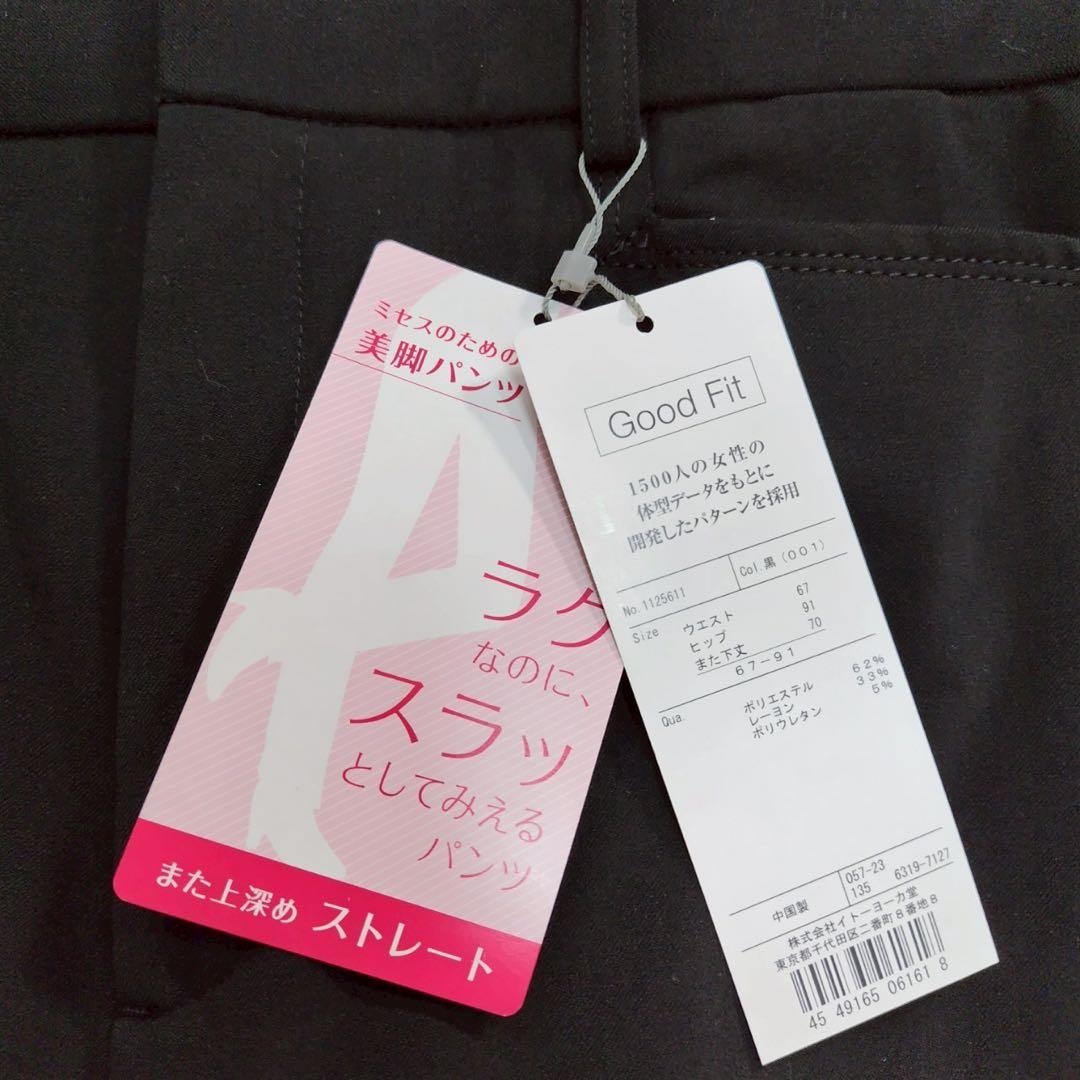 ミセスのための
美脚パンツ
ラク
なのに、
スラッ
としてみえる
パンツ
また上深め ストレート
Good Fit
1500人の女性の
体型データをもとに
開発したパターンを採用
No.1125611 Col.黒(001)
Size ウエスト 67
ヒップ 91
また下丈 70
67-91
Qua. ポリエステル 62%
レーヨン 33%
ポリウレタン 5%
中国製 057-23
135 6319-7127
株式会社イトーヨーカ堂
東京都千代田区二番町8番地8
45 49165 06161 8